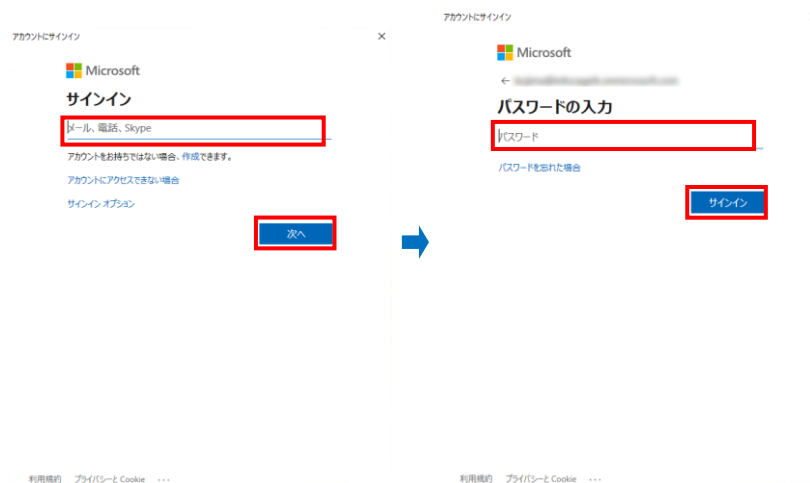 アカウントにサインイン
Microsoft
サインイン
メール、電話、Skype
アカウントをお持ちではない場合、作成できます。
アカウントにアクセスできない場合
サインイン オプション
次へ
利用規約 プライバシーと Cookie ...
アカウントにサインイン
Microsoft
パスワードの入力
パスワード
パスワードを忘れた場合
サインイン
利用規約 プライバシーと Cookie ...